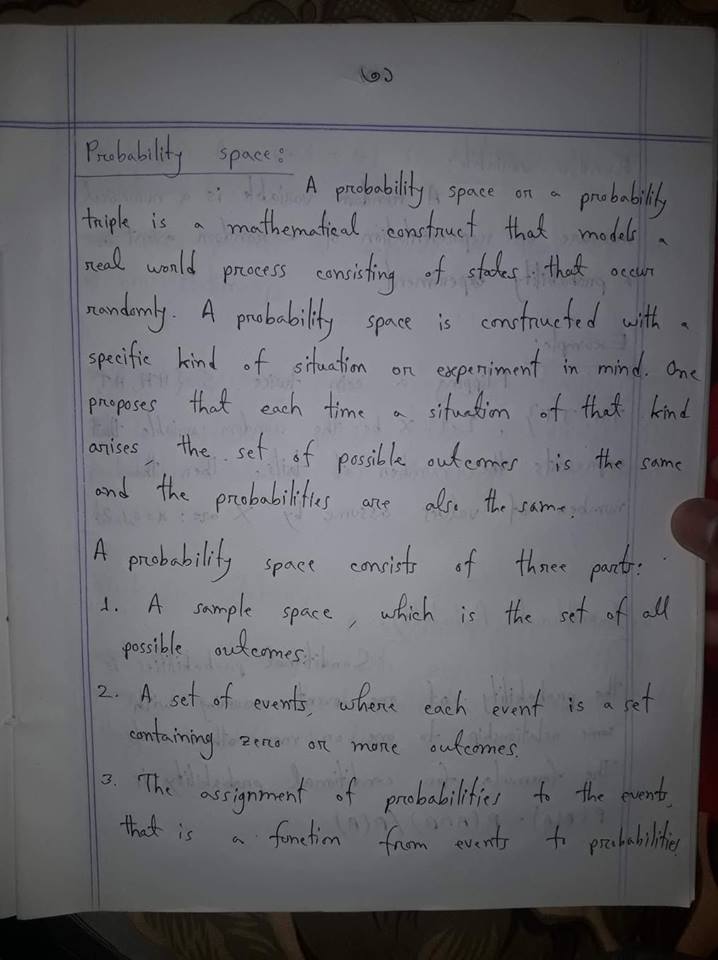 (৩)
Probability space:
A probability space or a probability
triple is a mathematical construct that models a
real world process consisting of states that occur
randomly. A probability space is constructed with a
specific kind of situation or experiment in mind. One
proposes that each time a situation of that kind
arises, the set of possible outcomes is the same
and the probabilities are also the same.
A probability space consists of three parts:
1. A sample space, which is the set of all
possible outcomes.
2. A set of events, where each event is a set
containing zero or more outcomes.
3. The assignment of probabilities to the events,
that is a function from events to probabilities